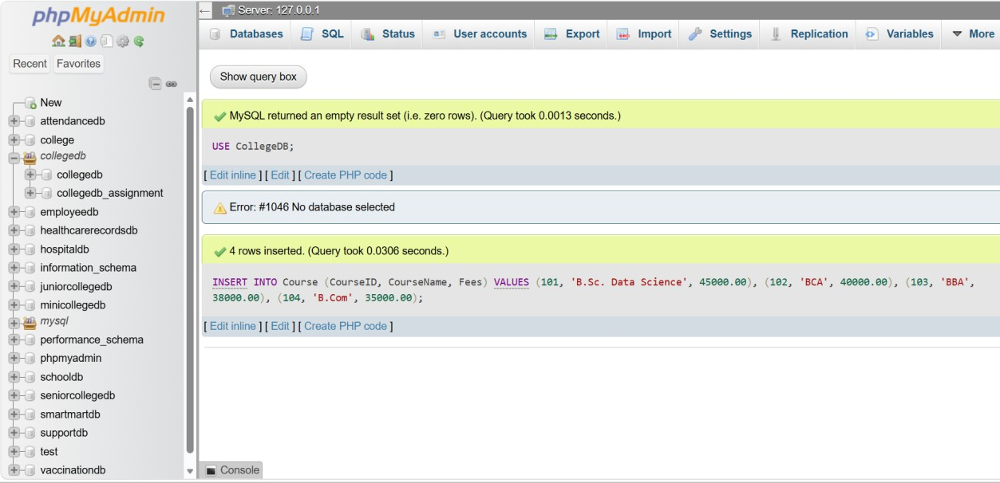 phpMyAdmin
Recent Favorites
New
attendancedb
college
collegedb
collegedb
collegedb_assignment
employeedb
healthcarerecordsdb
hospitaldb
information_schema
juniorcollegedb
minicollegedb
mysql
performance_schema
phpmyadmin
schooldb
seniorcollegedb
smartmartdb
supportdb
test
vaccinationdb
Server: 127.0.0.1
Databases SQL Status User accounts Export Import Settings Replication Variables More
Show query box
MySQL returned an empty result set (i.e. zero rows). (Query took 0.0013 seconds.)
USE CollegeDB;
[ Edit inline ] [ Edit ] [ Create PHP code ]
Error: #1046 No database selected
4 rows inserted. (Query took 0.0306 seconds.)
INSERT INTO Course (CourseID, CourseName, Fees) VALUES (101, 'B.Sc. Data Science', 45000.00), (102, 'BCA', 40000.00), (103, 'BBA',
38000.00), (104, 'B.Com', 35000.00);
[ Edit inline ] [ Edit ] [ Create PHP code ]
Console